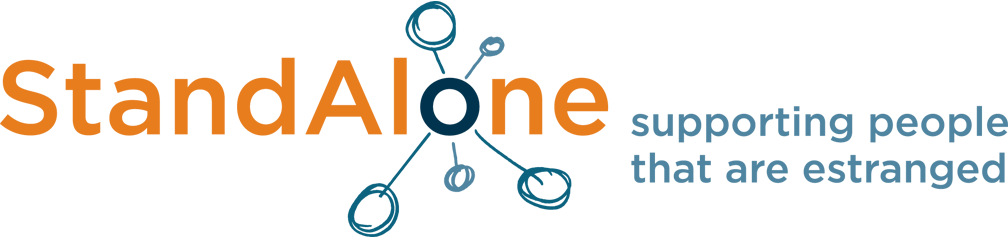 StandAlone
supporting people
that are estranged